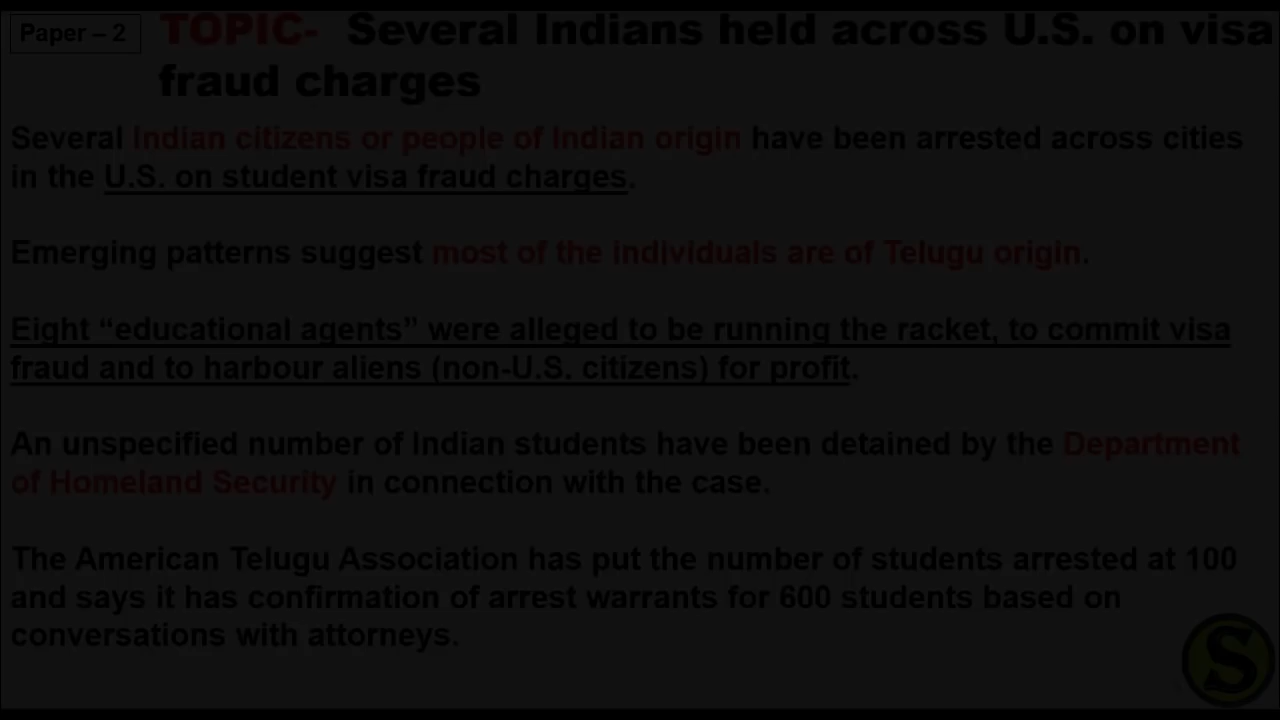 Paper – 2
TOPIC- Several Indians held across U.S. on visa
fraud charges
Several Indian citizens or people of Indian origin have been arrested across cities
in the U.S. on student visa fraud charges.
Emerging patterns suggest most of the individuals are of Telugu origin.
Eight “educational agents” were alleged to be running the racket, to commit visa
fraud and to harbour aliens (non-U.S. citizens) for profit.
An unspecified number of Indian students have been detained by the Department
of Homeland Security in connection with the case.
The American Telugu Association has put the number of students arrested at 100
and says it has confirmation of arrest warrants for 600 students based on
conversations with attorneys.
S